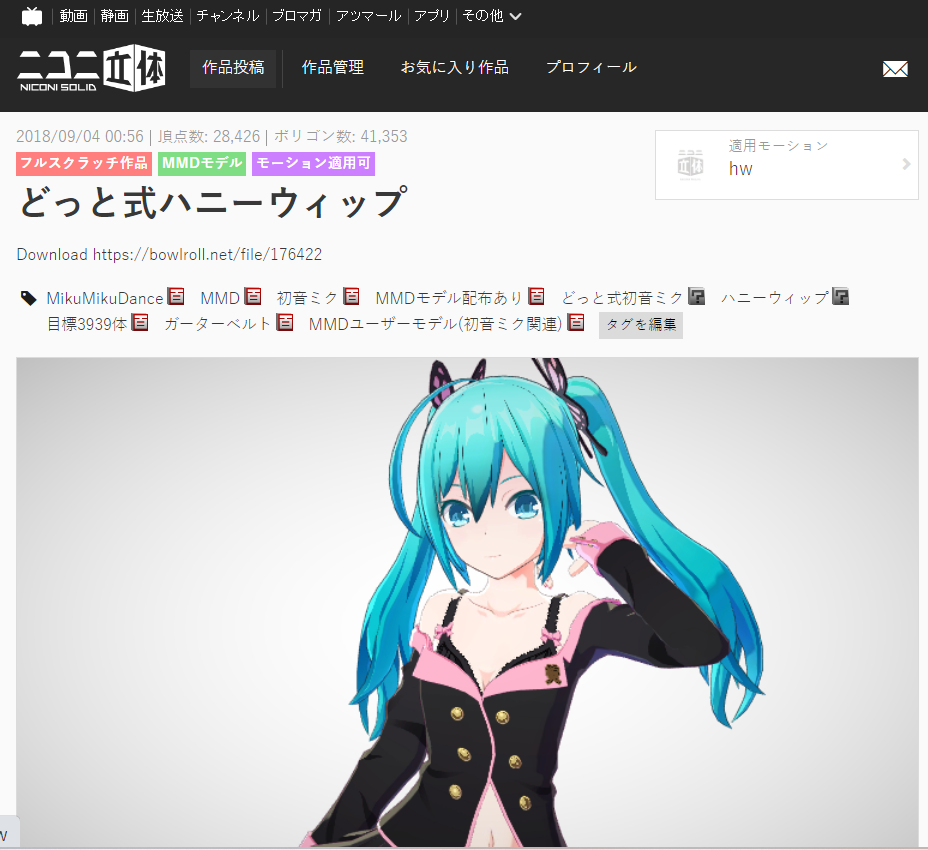 動画 静画 生放送 チャンネル ブロマガ アツマール アプリ その他
ニコニ立体 NICONI SOLID 作品投稿 作品管理 お気に入り作品 プロフィール
2018/09/04 00:56 | 頂点数: 28,426 | ポリゴン数: 41,353
フルスクラッチ作品 MMDモデル モーション適用可
どっと式ハニーウィップ
適用モーション
hw
Download https://bowlroll.net/file/176422
MikuMikuDance MMD 初音ミク MMDモデル配布あり どっと式初音ミク ハニーウィップ
目標3939体 ガーターベルト MMDユーザーモデル(初音ミク関連) タグを編集